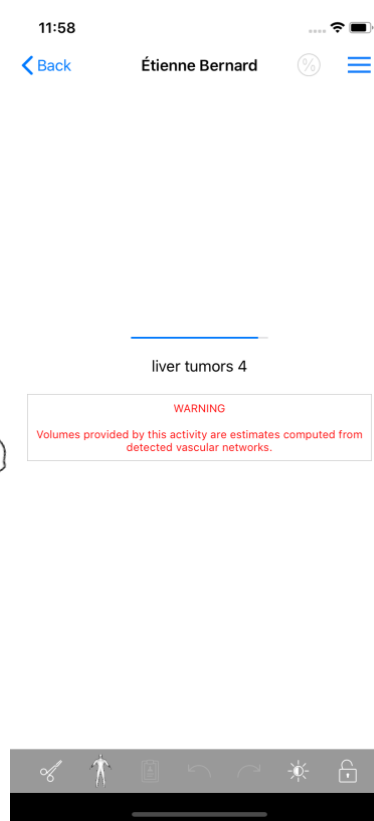 11:58
Back
Étienne Bernard
%
liver tumors 4
WARNING
Volumes provided by this activity are estimates computed from
detected vascular networks.